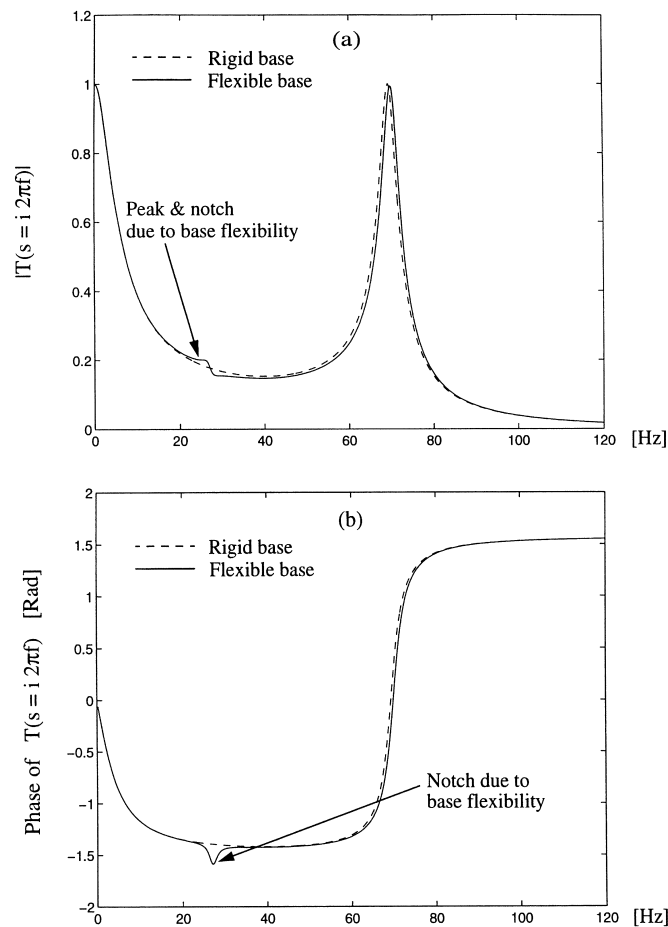 (a)
Rigid base
Flexible base
Peak & notch
due to base flexibility
|T(s = i 2πf)|
1.2
1
0.8
0.6
0.4
0.2
0
0 20 40 60 80 100 120 [Hz]
(b)
Rigid base
Flexible base
Notch due to
base flexibility
Phase of T(s = i 2πf) [Rad]
2
1.5
1
0.5
0
−0.5
−1
−1.5
−2
0 20 40 60 80 100 120 [Hz]